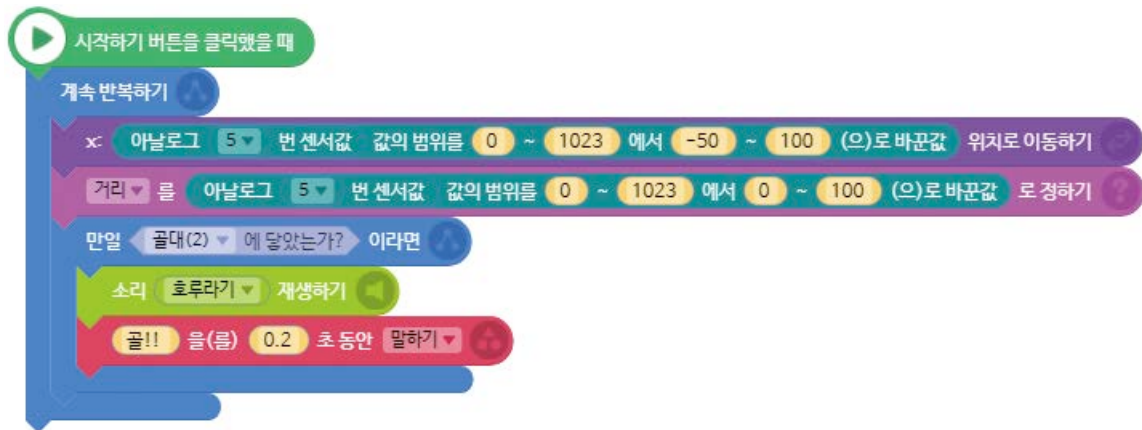 시작하기 버튼을 클릭했을 때
계속 반복하기
x: 아날로그 5 번 센서값 값의 범위를 0 ~ 1023 에서 -50 ~ 100 (으)로 바꾼값 위치로 이동하기
거리 를 아날로그 5 번 센서값 값의 범위를 0 ~ 1023 에서 0 ~ 100 (으)로 바꾼값 로 정하기
만일 골대(2) 에 닿았는가? 이라면
소리 호루라기 재생하기
골!! 을(를) 0.2 초 동안 말하기